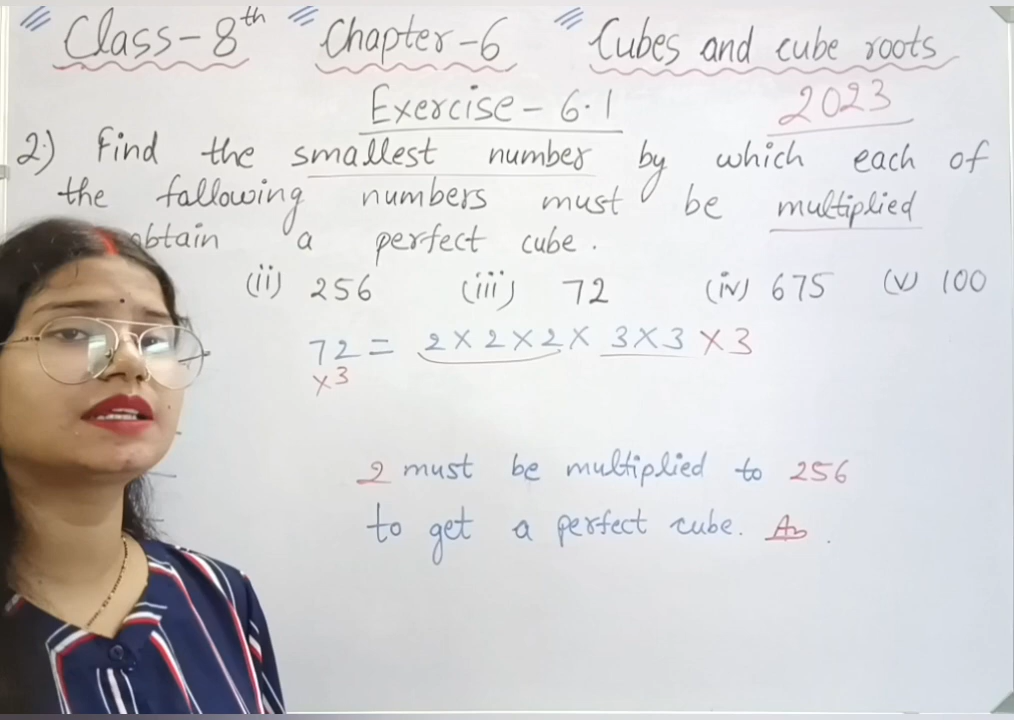 Class-8th Chapter-6 Cubes and cube roots
Exercise-6.1 2023
2.) Find the smallest number by which each of
the fallowing numbers must be multiplied
obtain a perfect cube.
(ii) 256 (iii) 72 (iv) 675 (v) 100
72 = 2 × 2 × 2 × 3 × 3 × 3
×3
2 must be multiplied to 256
to get a perfect cube.